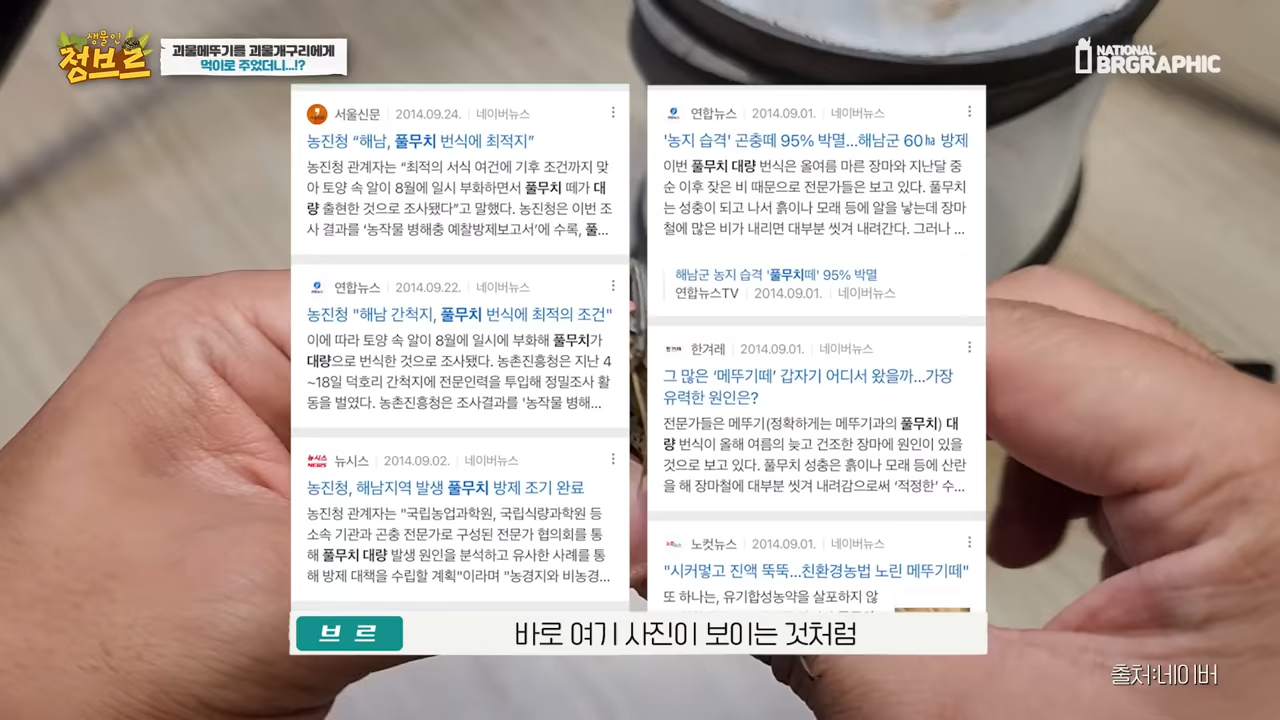 생물인
정브르
괴물메뚜기를 괴물개구리에게
먹이로 주었더니...!?
NATIONAL
BRGRAPHIC
서울신문 2014.09.24. 네이버뉴스
농진청 “해남, 풀무치 번식에 최적지”
농진청 관계자는 “최적의 서식 여건에 기후 조건까지 맞
아 토양 속 알이 8월에 일시 부화하면서 풀무치 떼가 대
량 출현한 것으로 조사됐다”고 말했다. 농진청은 이번 조
사 결과를 ‘농작물 병해충 예찰방제보고서’에 수록, 풀...
연합뉴스 2014.09.22. 네이버뉴스
농진청 "해남 간척지, 풀무치 번식에 최적의 조건"
이에 따라 토양 속 알이 8월에 일시에 부화해 풀무치가
대량으로 번식한 것으로 조사됐다. 농촌진흥청은 지난 4
~18일 덕호리 간척지에 전문인력을 투입해 정밀조사 활
동을 벌였다. 농촌진흥청은 조사결과를 '농작물 병해...
뉴시스
NEWS
뉴시스 2014.09.02. 네이버뉴스
농진청, 해남지역 발생 풀무치 방제 조기 완료
농진청 관계자는 "국립농업과학원, 국립식량과학원 등
소속 기관과 곤충 전문가로 구성된 전문가 협의회를 통
해 풀무치 대량 발생 원인을 분석하고 유사한 사례를 통
해 방제 대책을 수립할 계획"이라며 "농경지와 비농경...
연합뉴스 2014.09.01. 네이버뉴스
'농지 습격' 곤충떼 95% 박멸...해남군 60㏊ 방제
이번 풀무치 대량 번식은 올여름 마른 장마와 지난달 중
순 이후 잦은 비 때문으로 전문가들은 보고 있다. 풀무치
는 성충이 되고 나서 흙이나 모래 등에 알을 낳는데 장마
철에 많은 비가 내리면 대부분 씻겨 내려간다. 그러나 ...
해남군 농지 습격 '풀무치떼' 95% 박멸
연합뉴스TV 2014.09.01. 네이버뉴스
한겨레 한겨레 2014.09.01. 네이버뉴스
그 많은 ‘메뚜기떼’ 갑자기 어디서 왔을까...가장
유력한 원인은?
전문가들은 메뚜기(정확하게는 메뚜기과의 풀무치) 대
량 번식이 올해 여름의 늦고 건조한 장마에 원인이 있을
것으로 보고 있다. 풀무치 성충은 흙이나 모래 등에 산란
을 해 장마철에 대부분 씻겨 내려감으로써 ‘적정한’ 수...
노컷뉴스 2014.09.01. 네이버뉴스
"시커멓고 진액 뚝뚝...친환경농법 노린 메뚜기떼"
또 하나는, 유기합성농약을 살포하지 않
브르 바로 여기 사진이 보이는 것처럼
출처:네이버